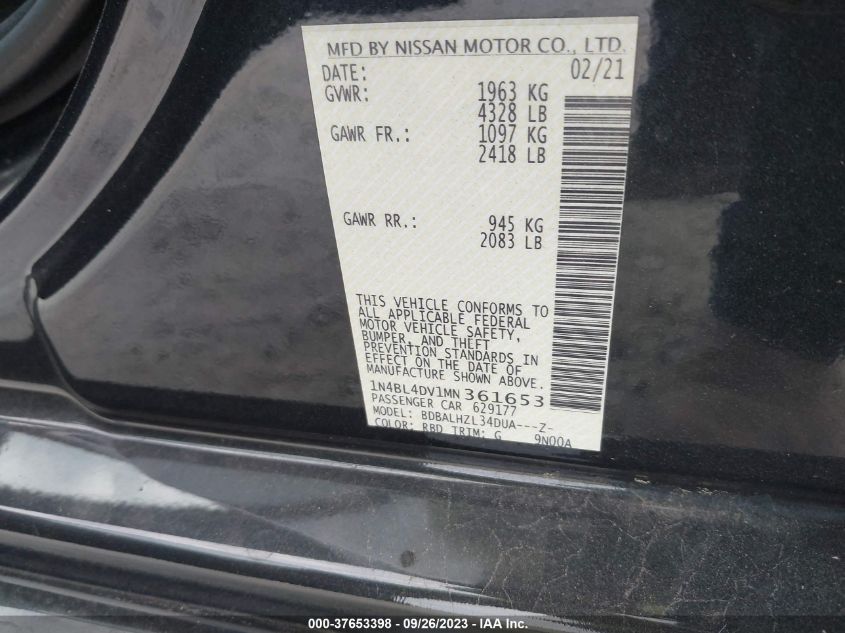 MFD BY NISSAN MOTOR CO., LTD.
DATE: 02/21
GVWR: 1963 KG
4328 LB
GAWR FR.: 1097 KG
2418 LB
GAWR RR.: 945 KG
2083 LB
THIS VEHICLE CONFORMS TO
ALL APPLICABLE FEDERAL
MOTOR VEHICLE SAFETY,
BUMPER, AND THEFT
PREVENTION STANDARDS IN
EFFECT ON THE DATE OF
MANUFACTURE SHOWN ABOVE.
1N4BL4DV1MN 361653
PASSENGER CAR 629177
MODEL: BDBALHZL34DUA---Z-
COLOR: RBD TRIM: G 9N00A
000-37653398 - 09/26/2023 - IAA Inc.